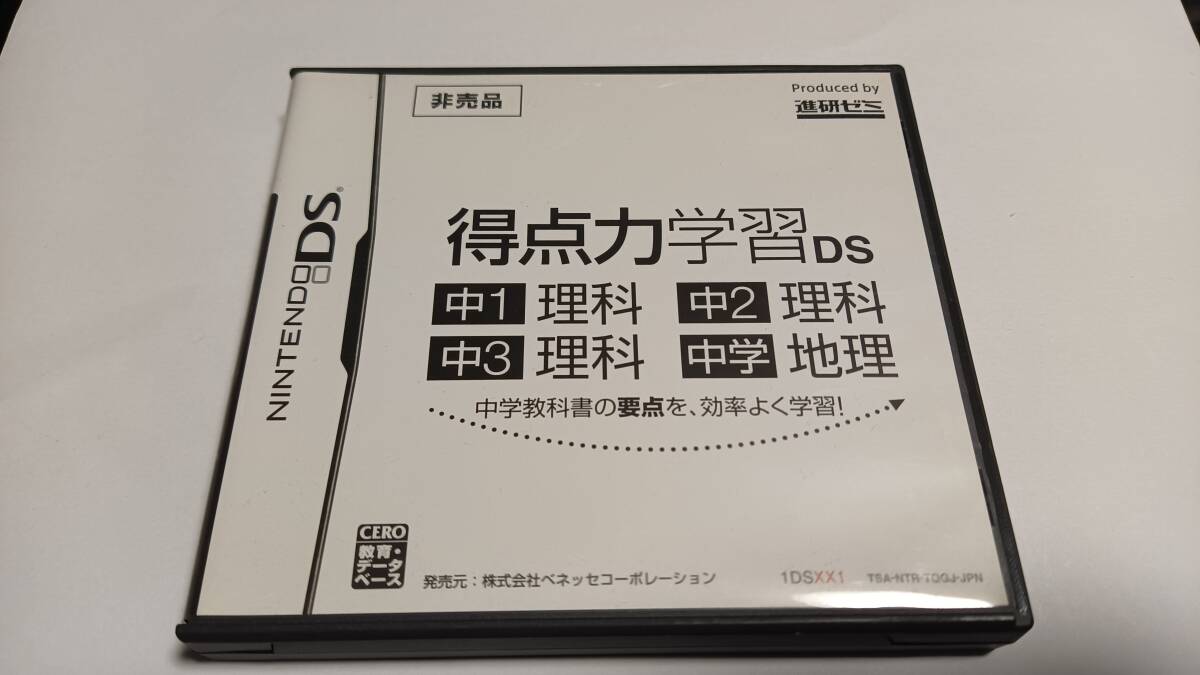 NINTENDO DS®
非売品
Produced by
進研ゼミ
得点力学習DS
中1 理科 中2 理科
中3 理科 中学 地理
中学教科書の要点を、効率よく学習!
CERO
教育・
データ
ベース
発売元：株式会社ベネッセコーポレーション
1DSXX1 TSA-NTR-TQGJ-JPN